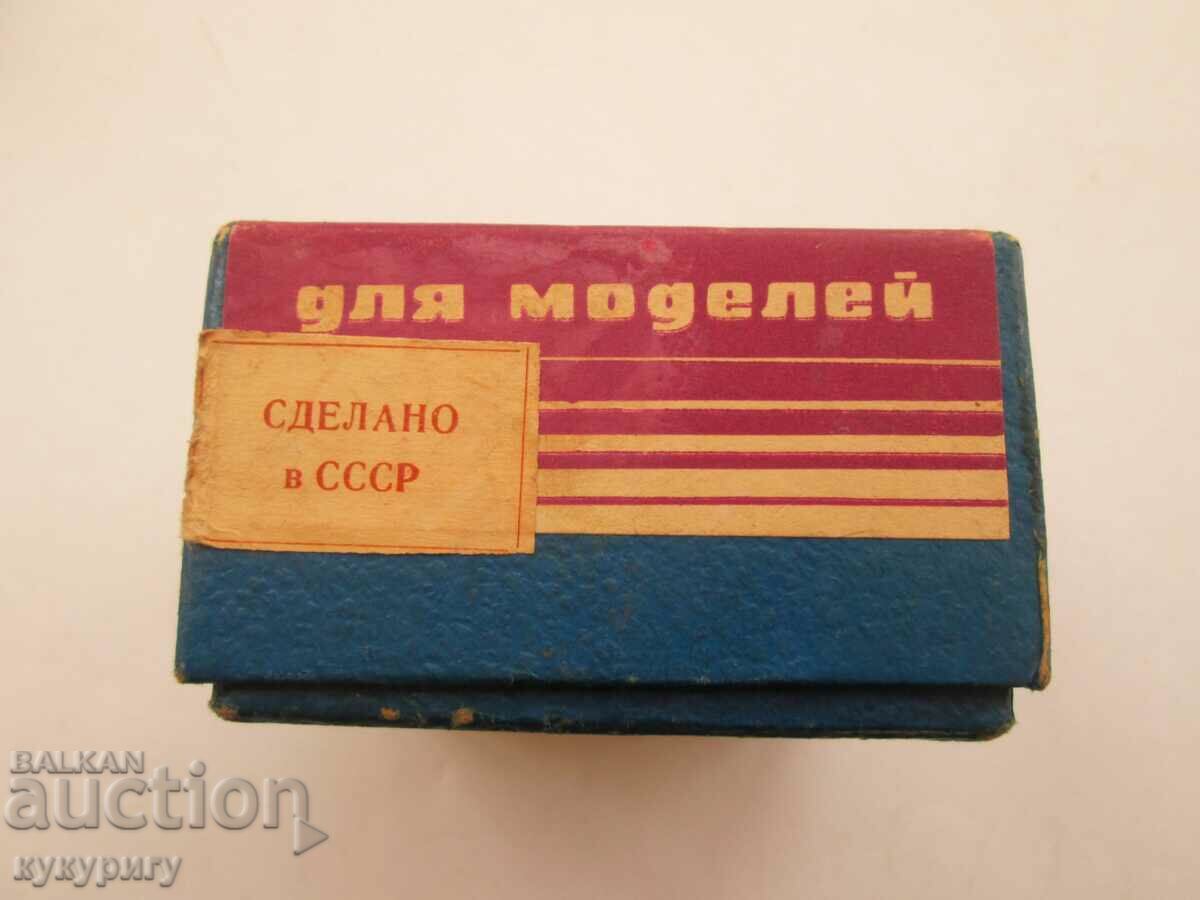 для моделей
СДЕЛАНО
в СССР
BALKAN
auction
кукуригу